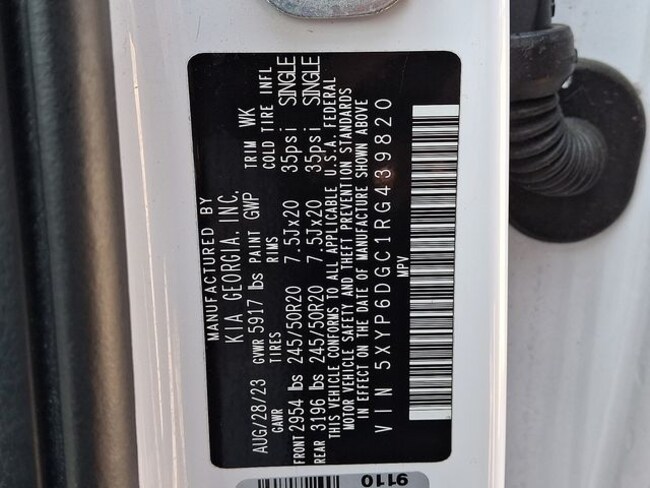 MANUFACTURED BY
KIA GEORGIA, INC.
AUG/28/23 GVWR 5917 lbs PAINT GWP TRIM WK
GAWR TIRES RIMS COLD TIRE INFL
FRONT 2954 lbs 245/50R20 7.5Jx20 35psi SINGLE
REAR 3196 lbs 245/50R20 7.5Jx20 35psi SINGLE
THIS VEHICLE CONFORMS TO ALL APPLICABLE U.S.A. FEDERAL
MOTOR VEHICLE SAFETY AND THEFT PREVENTION STANDARDS
IN EFFECT ON THE DATE OF MANUFACTURE SHOWN ABOVE
VIN 5XYP6DGC1RG439820
MPV
9110